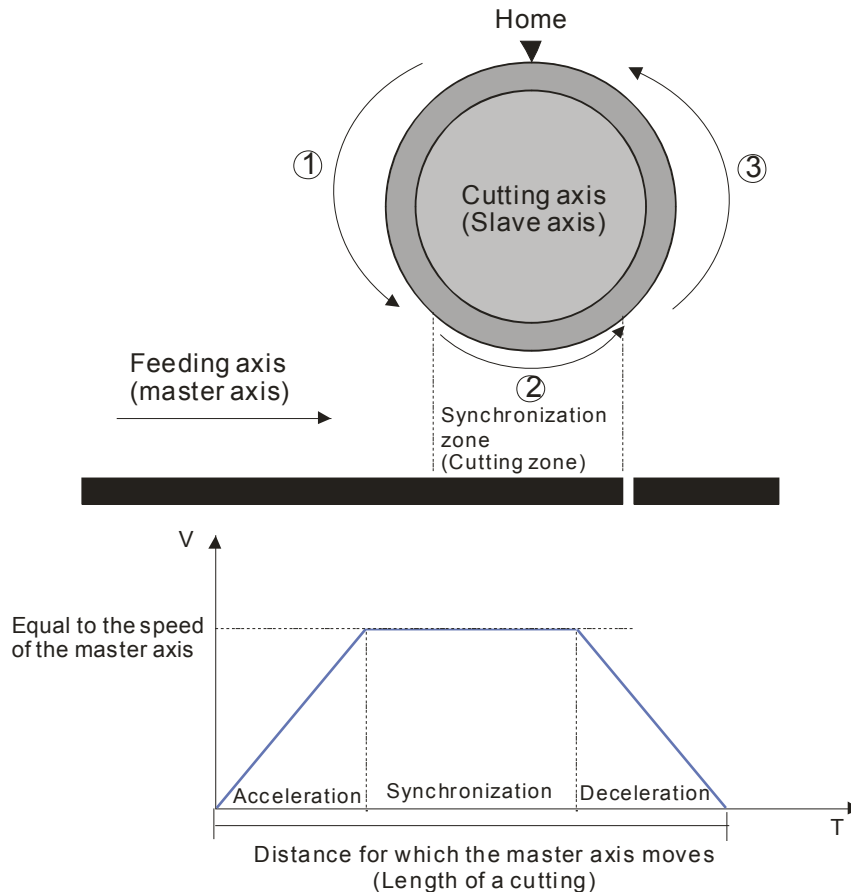 Home
①
③
Cutting axis
(Slave axis)
Feeding axis
(master axis)
②
Synchronization
zone
(Cutting zone)
V
Equal to the speed
of the master axis
Acceleration
Synchronization
Deceleration
T
Distance for which the master axis moves
(Length of a cutting)